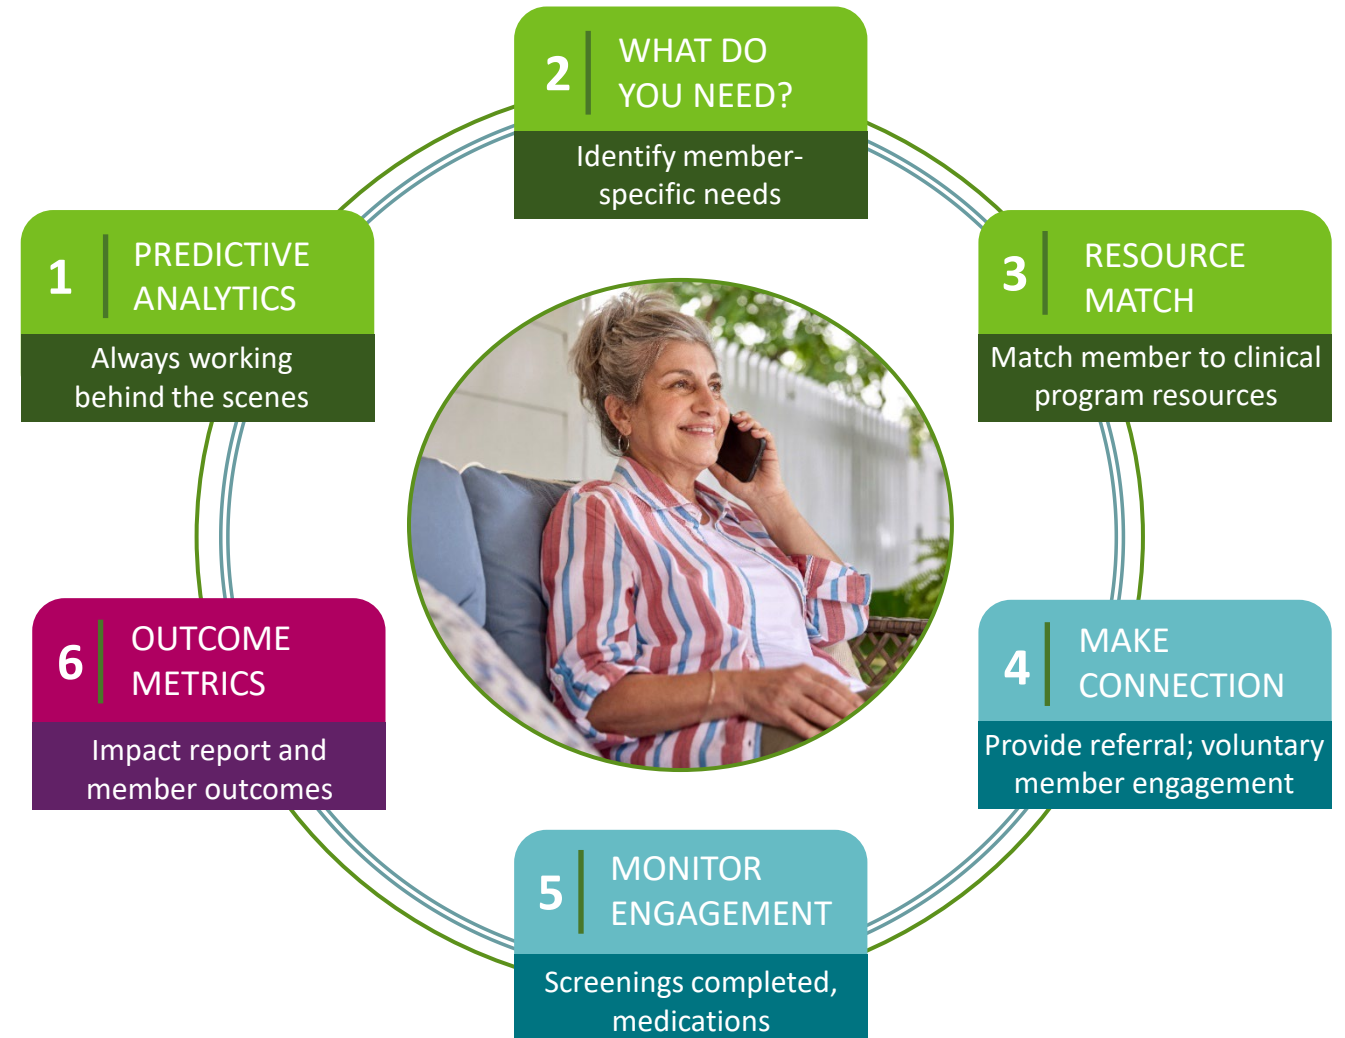 1
PREDICTIVE
ANALYTICS
Always working
behind the scenes
2
WHAT DO
YOU NEED?
Identify member-
specific needs
3
RESOURCE
MATCH
Match member to clinical
program resources
4
MAKE
CONNECTION
Provide referral; voluntary
member engagement
5
MONITOR
ENGAGEMENT
Screenings completed,
medications
6
OUTCOME
METRICS
Impact report and
member outcomes